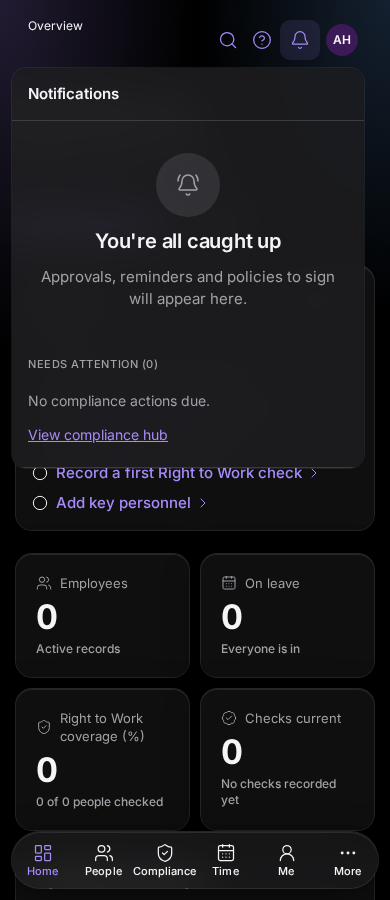 Overview
AH
Notifications
You're all caught up
Approvals, reminders and policies to sign
will appear here.
NEEDS ATTENTION (0)
No compliance actions due.
View compliance hub
Record a first Right to Work check
Add key personnel
Employees
0
Active records
On leave
0
Everyone is in
Right to Work
coverage (%)
0
0 of 0 people checked
Checks current
0
No checks recorded
yet
Home
People
Compliance
Time
Me
More